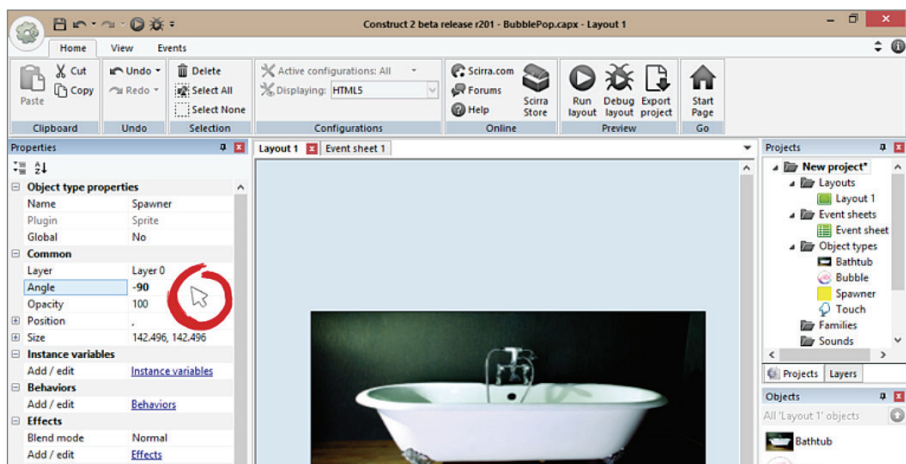 Construct 2 beta release r201 - BubblePop.capx - Layout 1
Home View Events
Paste
Cut
Copy
Clipboard
Undo
Redo
Undo
Delete
Select All
Select None
Selection
Active configurations: All
Displaying: HTML5
Configurations
Scirra.com
Forums
Help
Scirra
Store
Online
Run
layout
Debug
layout
Export
project
Preview
Start
Page
Go
Properties
Object type properties
Name Spawner
Plugin Sprite
Global No
Common
Layer Layer 0
Angle -90
Opacity 100
Position ,
Size 142.496, 142.496
Instance variables
Add / edit Instance variables
Behaviors
Add / edit Behaviors
Effects
Blend mode Normal
Add / edit Effects
Layout 1 Event sheet 1
Projects
New project*
Layouts
Layout 1
Event sheets
Event sheet
Object types
Bathtub
Bubble
Spawner
Touch
Families
Sounds
Projects Layers
Objects
All 'Layout 1' objects
Bathtub